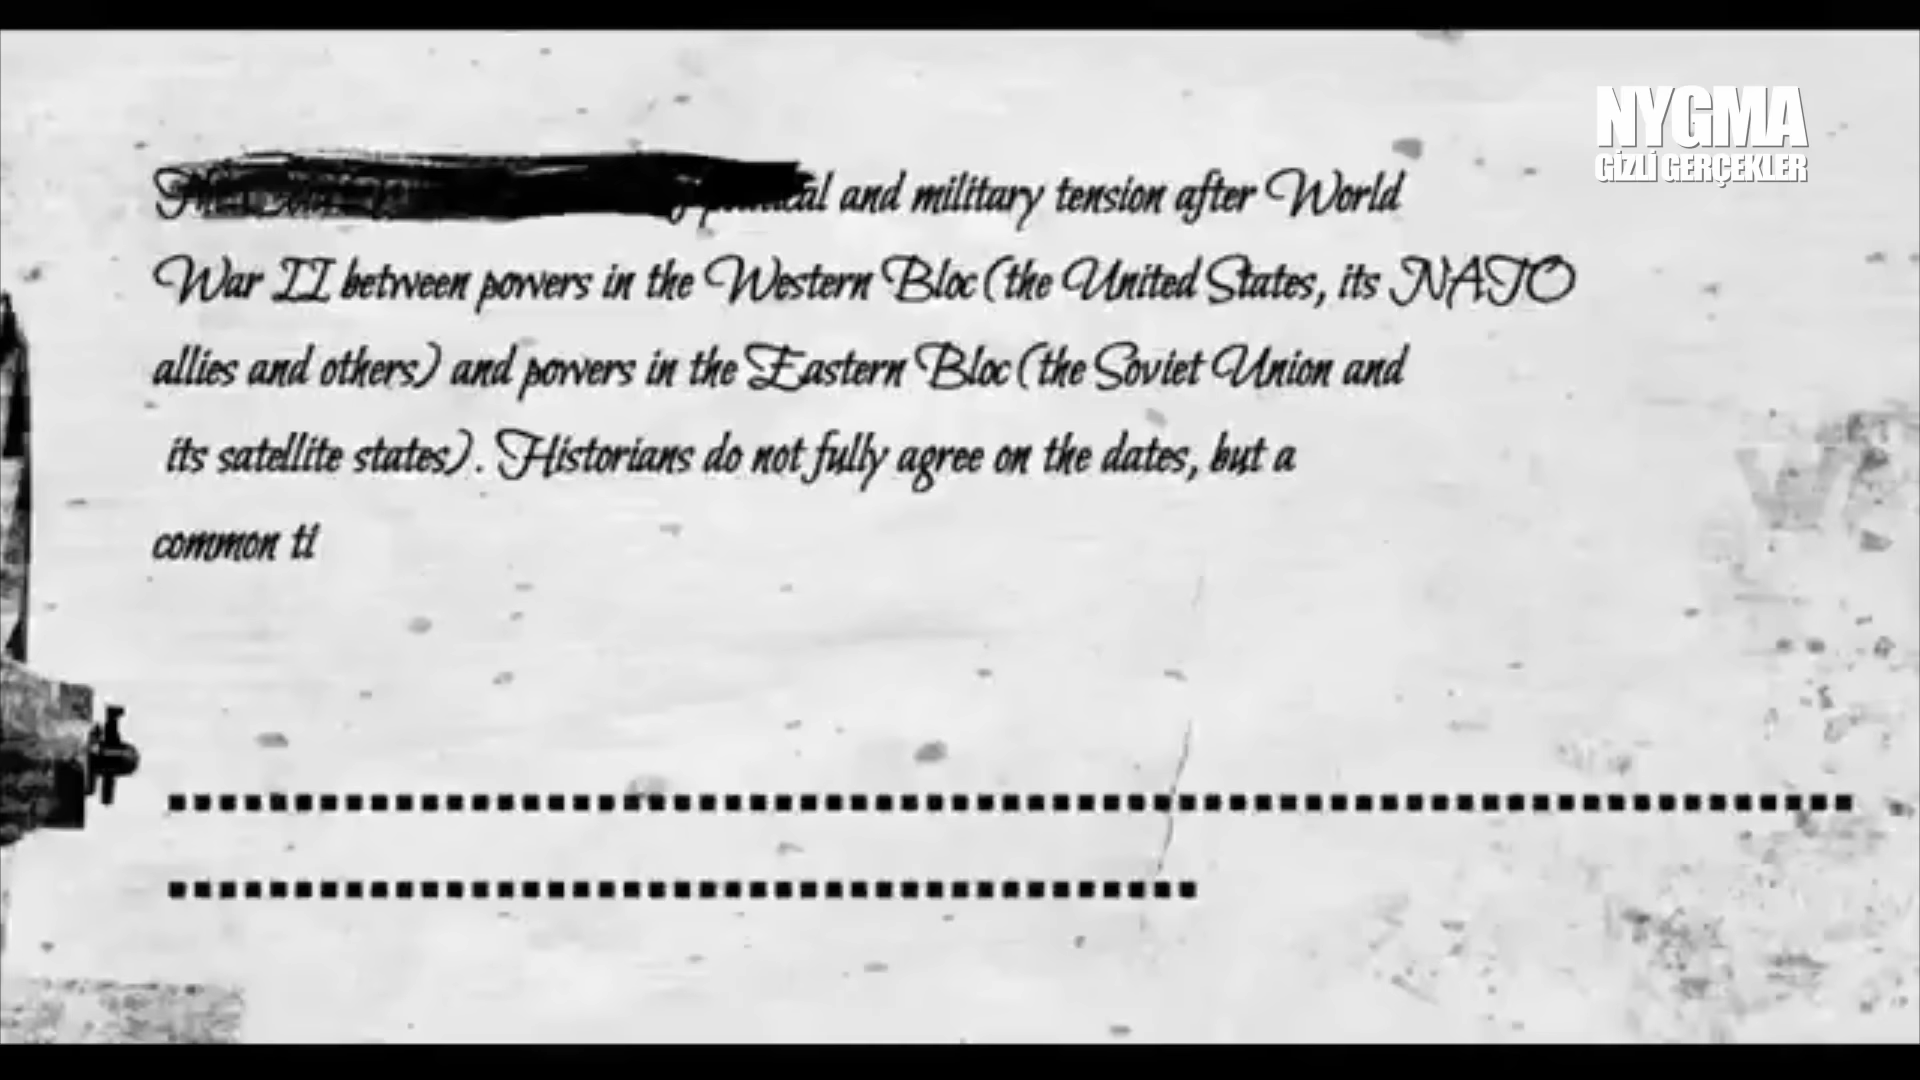 NYGMA
GİZLİ GERÇEKLER
and military tension after World
War II between powers in the Western Bloc (the United States, its NATO
allies and others) and powers in the Eastern Bloc (the Soviet Union and
its satellite states). Historians do not fully agree on the dates, but a
common ti